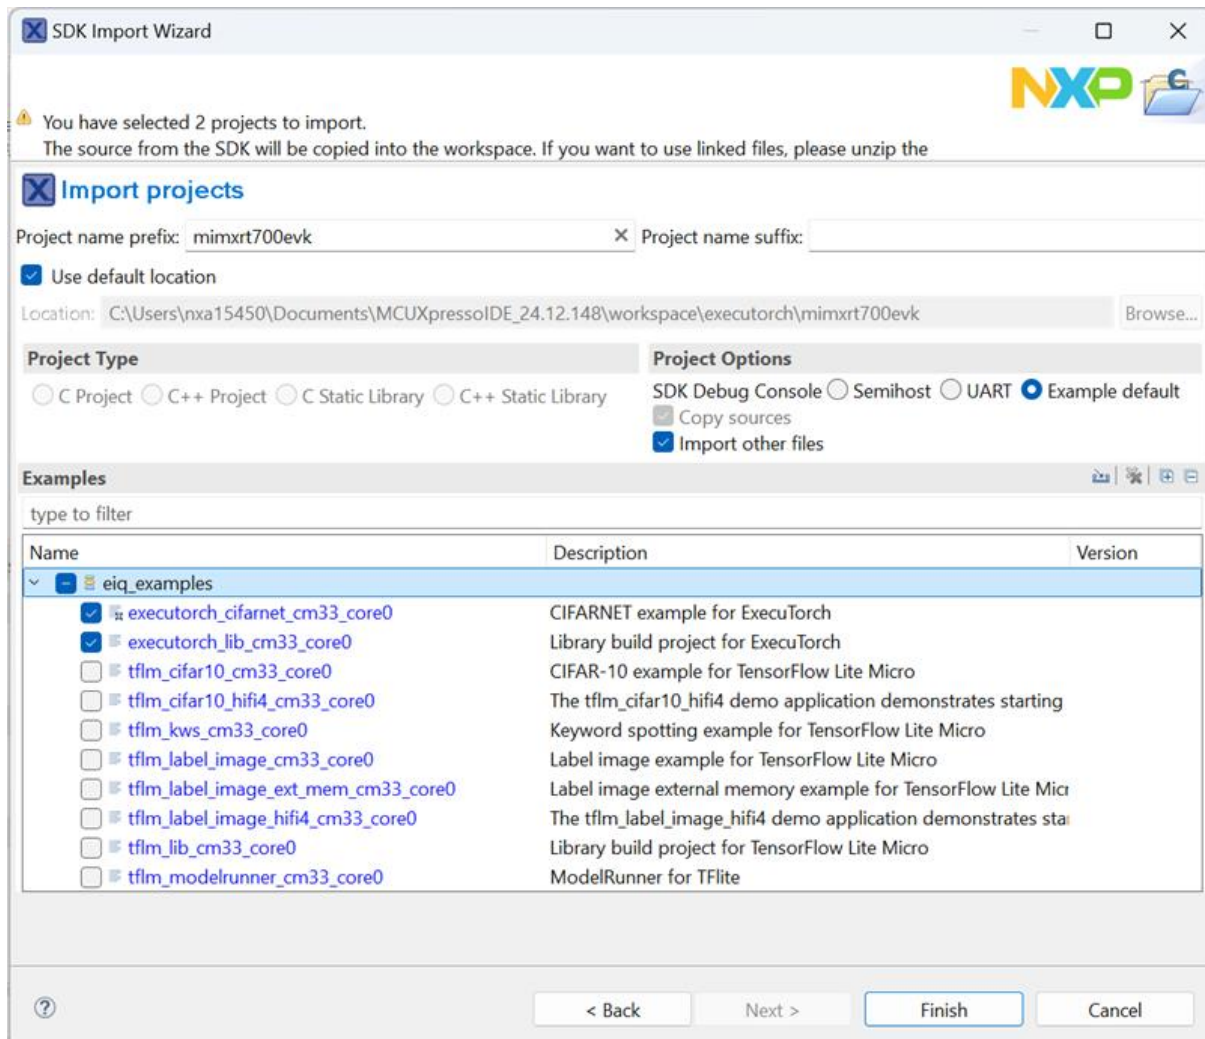 SDK Import Wizard
NXP
You have selected 2 projects to import.
The source from the SDK will be copied into the workspace. If you want to use linked files, please unzip the
Import projects
Project name prefix: mimxrt700evk Project name suffix:
Use default location
Location: C:\Users\nxa15450\Documents\MCUXpressoIDE_24.12.148\workspace\executorch\mimxrt700evk Browse...
Project Type Project Options
C Project C++ Project C Static Library C++ Static Library SDK Debug Console Semihost UART Example default
Copy sources
Import other files
Examples
type to filter
Name Description Version
eiq_examples
executorch_cifarnet_cm33_core0 CIFARNET example for ExecuTorch
executorch_lib_cm33_core0 Library build project for ExecuTorch
tflm_cifar10_cm33_core0 CIFAR-10 example for TensorFlow Lite Micro
tflm_cifar10_hifi4_cm33_core0 The tflm_cifar10_hifi4 demo application demonstrates starting
tflm_kws_cm33_core0 Keyword spotting example for TensorFlow Lite Micro
tflm_label_image_cm33_core0 Label image example for TensorFlow Lite Micro
tflm_label_image_ext_mem_cm33_core0 Label image external memory example for TensorFlow Lite Micr
tflm_label_image_hifi4_cm33_core0 The tflm_label_image_hifi4 demo application demonstrates sta
tflm_lib_cm33_core0 Library build project for TensorFlow Lite Micro
tflm_modelrunner_cm33_core0 ModelRunner for TFlite
< Back Next > Finish Cancel